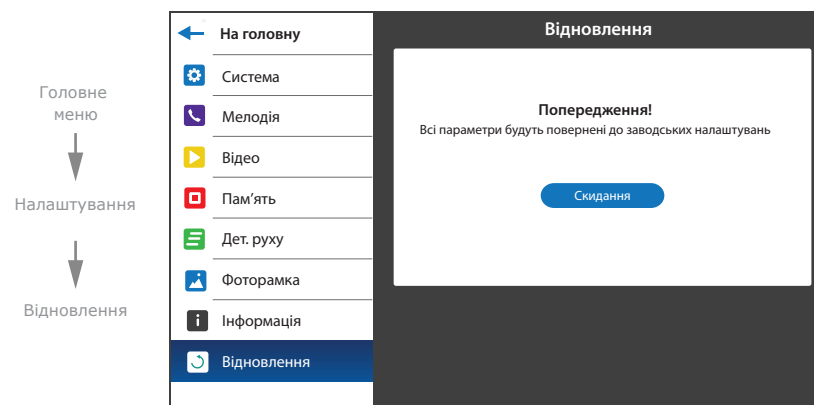 Головне
меню
Налаштування
Відновлення
На головну
Система
Мелодія
Відео
Пам’ять
Дет. руху
Фоторамка
Інформація
Відновлення
Відновлення
Попередження!
Всі параметри будуть повернені до заводських налаштувань
Скидання